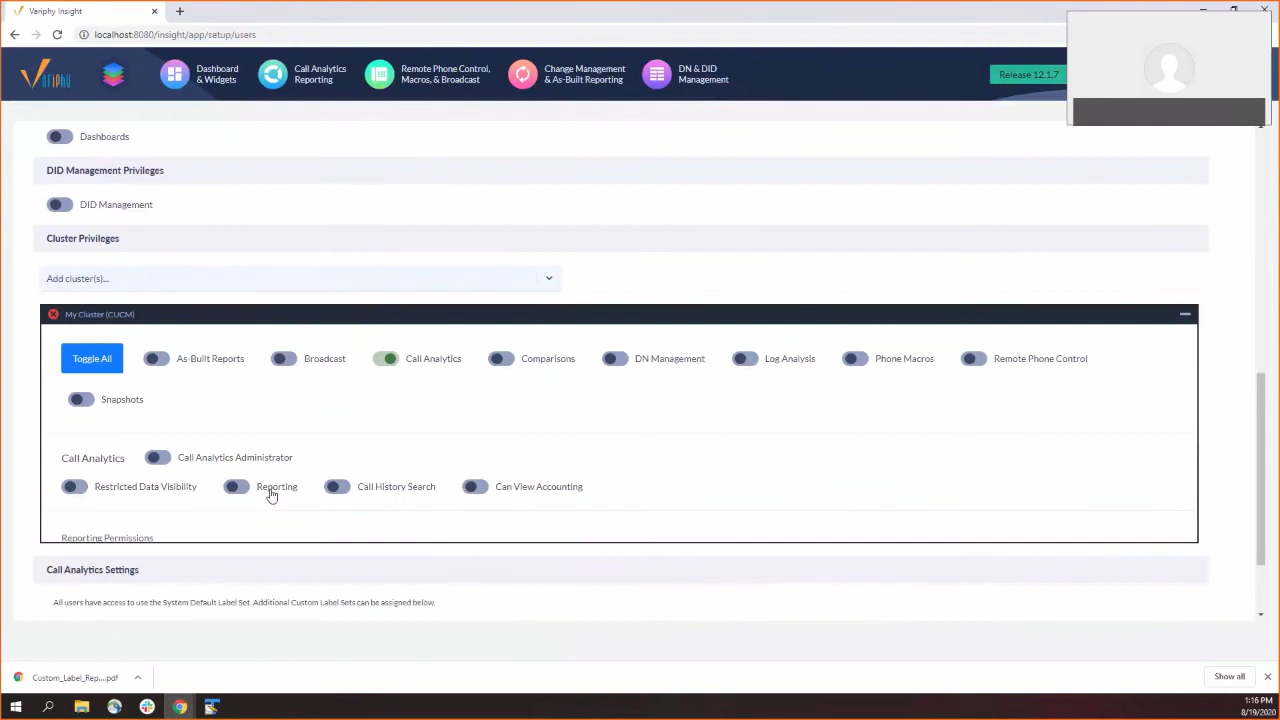 Variphy Insight
localhost:8080/insight/app/setup/users
Variphy
Dashboard & Widgets
Call Analytics Reporting
Remote Phone Control, Macros, & Broadcast
Change Management & As-Built Reporting
DN & DID Management
Release 12.1.7
Dashboards
DID Management Privileges
DID Management
Cluster Privileges
Add cluster(s)...
My Cluster (CUCM)
Toggle All As-Built Reports Broadcast Call Analytics Comparisons DN Management Log Analysis Phone Macros Remote Phone Control
Snapshots
Call Analytics Call Analytics Administrator
Restricted Data Visibility Reporting Call History Search Can View Accounting
Reporting Permissions
Call Analytics Settings
All users have access to use the System Default Label Set. Additional Custom Label Sets can be assigned below.
Custom_Label_Rep....pdf
Show all
1:16 PM
8/19/2020